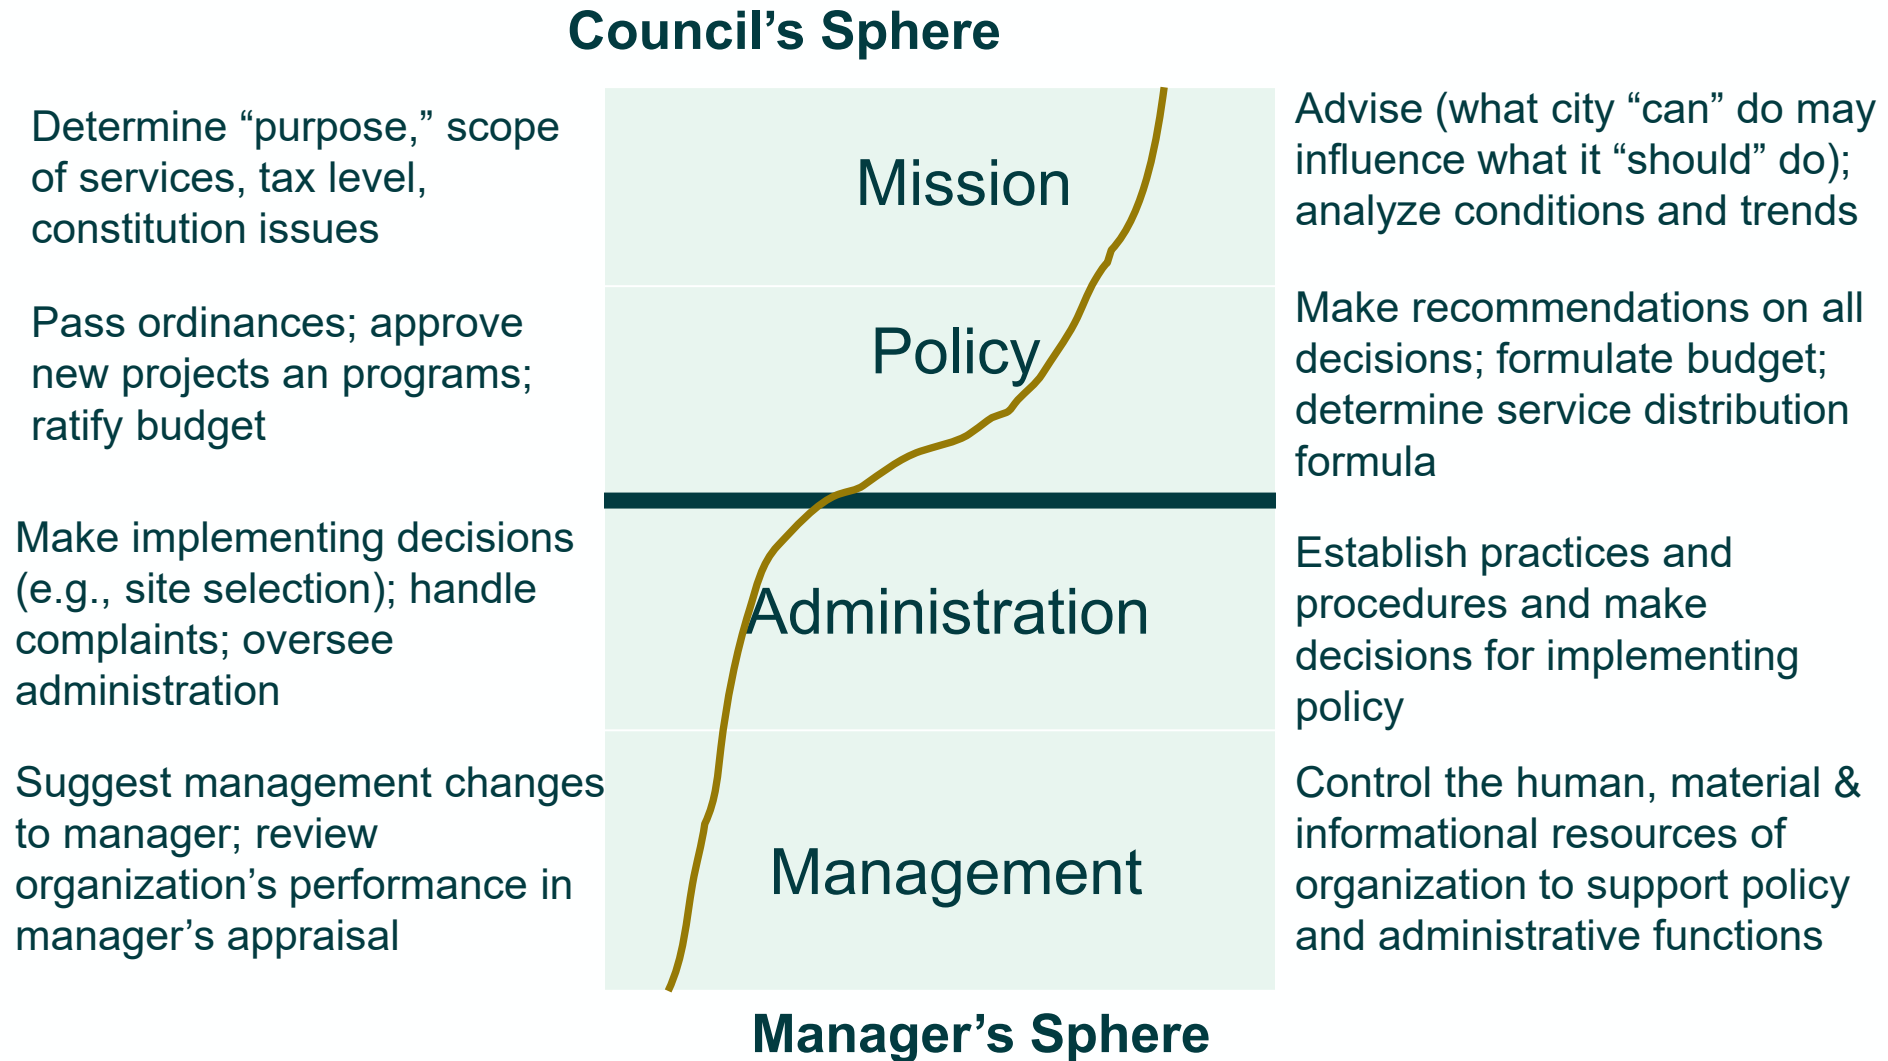 Council’s Sphere
Determine “purpose,” scope
of services, tax level,
constitution issues
Mission
Advise (what city “can” do may
influence what it “should” do);
analyze conditions and trends
Pass ordinances; approve
new projects an programs;
ratify budget
Policy
Make recommendations on all
decisions; formulate budget;
determine service distribution
formula
Make implementing decisions
(e.g., site selection); handle
complaints; oversee
administration
Administration
Establish practices and
procedures and make
decisions for implementing
policy
Suggest management changes
to manager; review
organization’s performance in
manager’s appraisal
Management
Control the human, material &
informational resources of
organization to support policy
and administrative functions
Manager’s Sphere